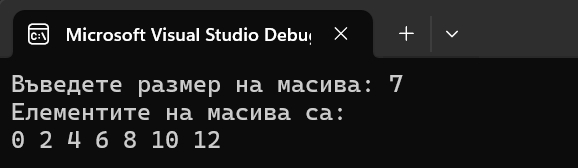 Microsoft Visual Studio Debu
Въведете размер на масива: 7
Елементите на масива са:
0 2 4 6 8 10 12